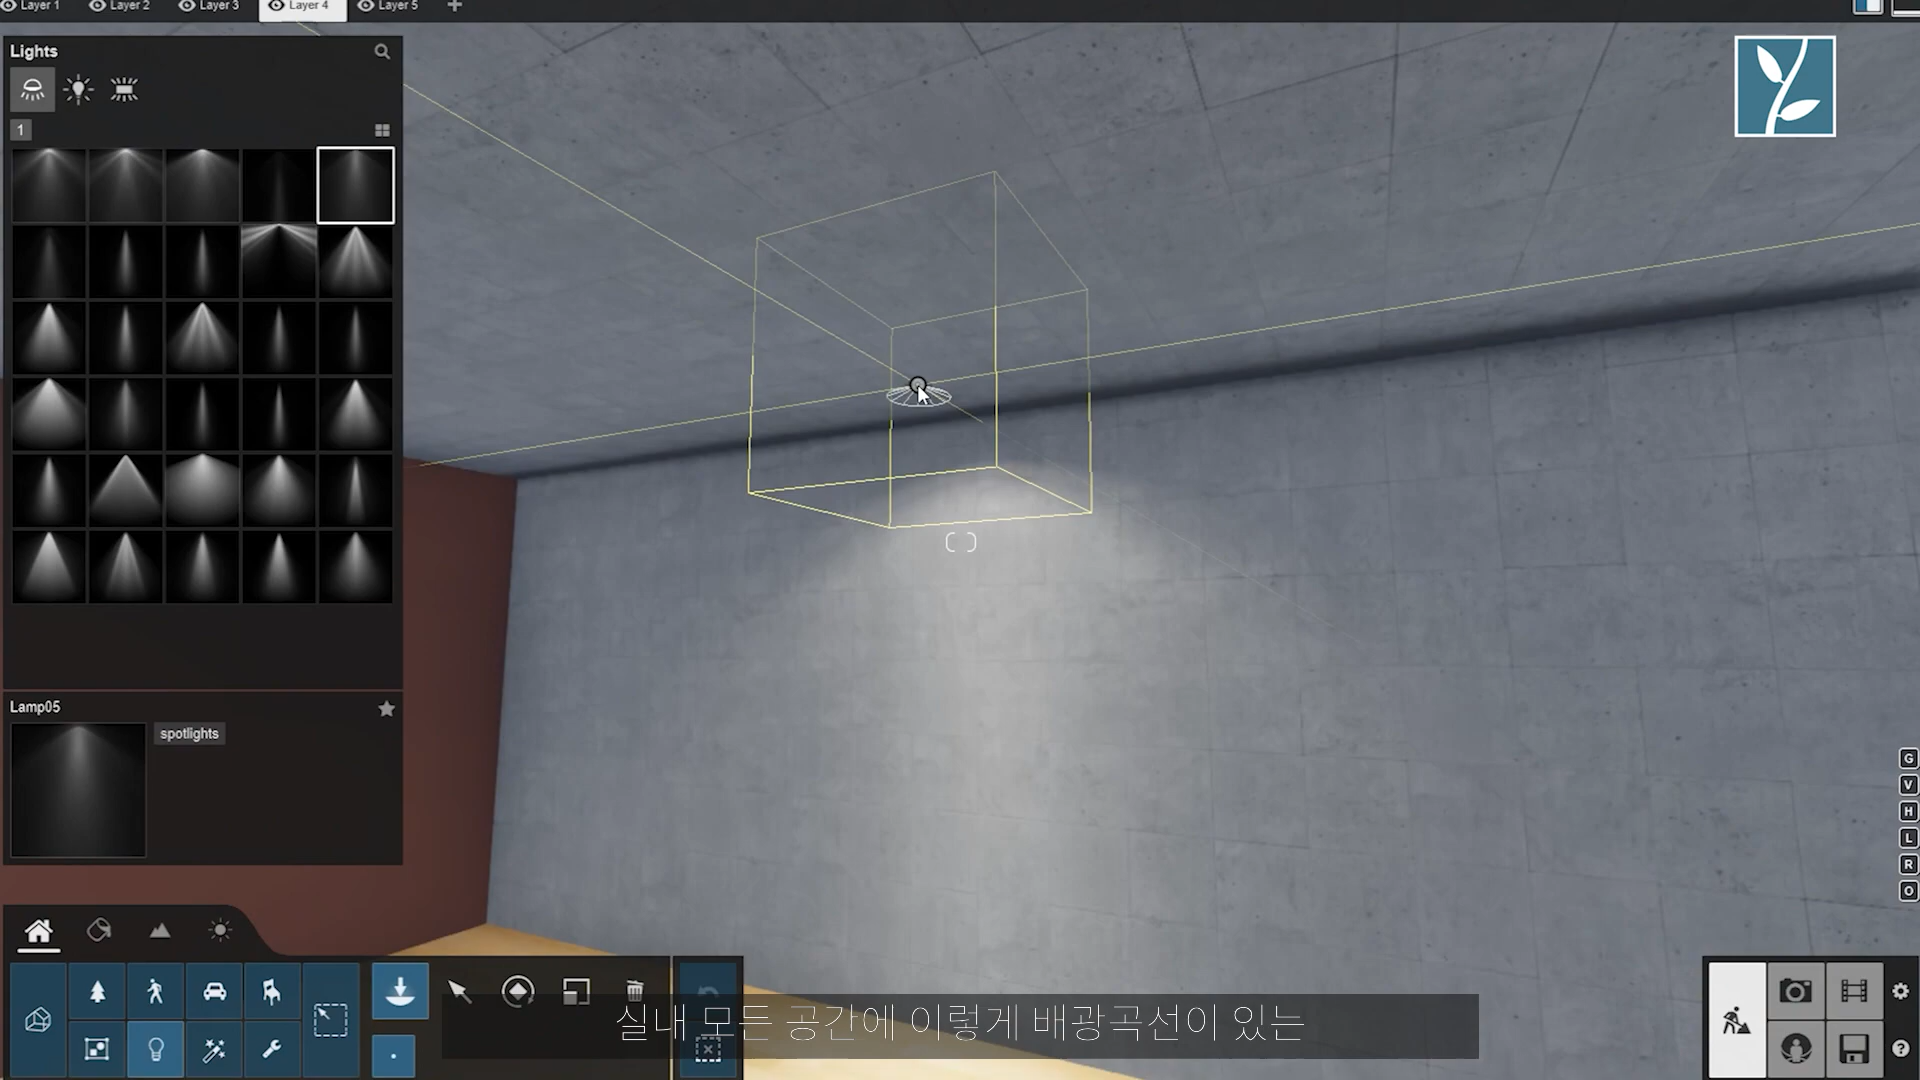 Layer 1
Layer 2
Layer 3
Layer 4
Layer 5
Lights
1
Lamp05
spotlights
G
V
H
L
R
O
실내 모든 공간에 이렇게 배광곡선이 있는